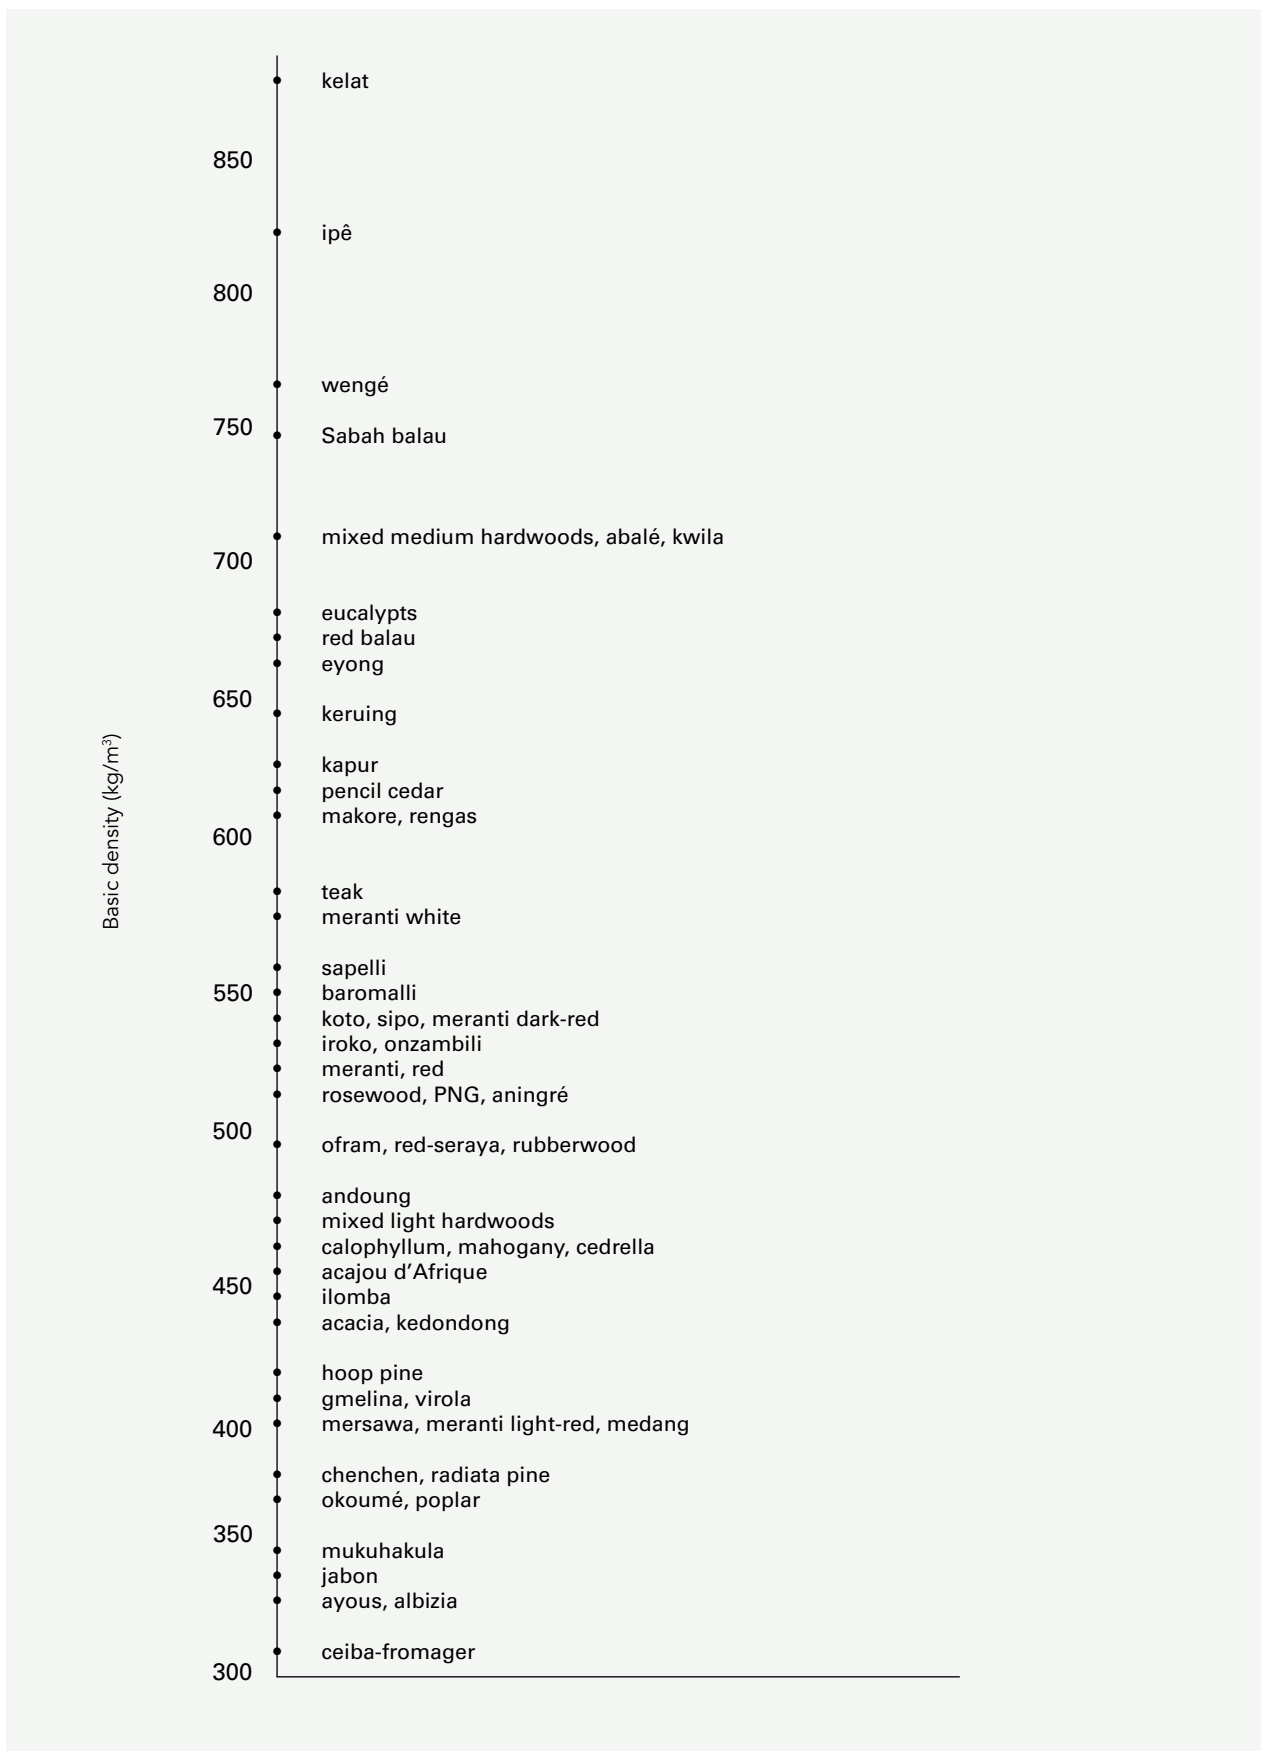 kelat
850
ipê
800
wengé
750
Sabah balau
mixed medium hardwoods, abalé, kwila
700
eucalypts
red balau
eyong
650
keruing
kapur
pencil cedar
makore, rengas
600
Basic density (kg/m³)
teak
meranti white
sapelli
550
baromalli
koto, sipo, meranti dark-red
iroko, onzambili
meranti, red
rosewood, PNG, aningré
500
ofram, red-seraya, rubberwood
andoung
mixed light hardwoods
calophyllum, mahogany, cedrella
acajou d’Afrique
450
ilomba
acacia, kedondong
hoop pine
gmelina, virola
400
mersawa, meranti light-red, medang
chenchen, radiata pine
okoumé, poplar
350
mukuhakula
jabon
ayous, albizia
ceiba-fromager
300